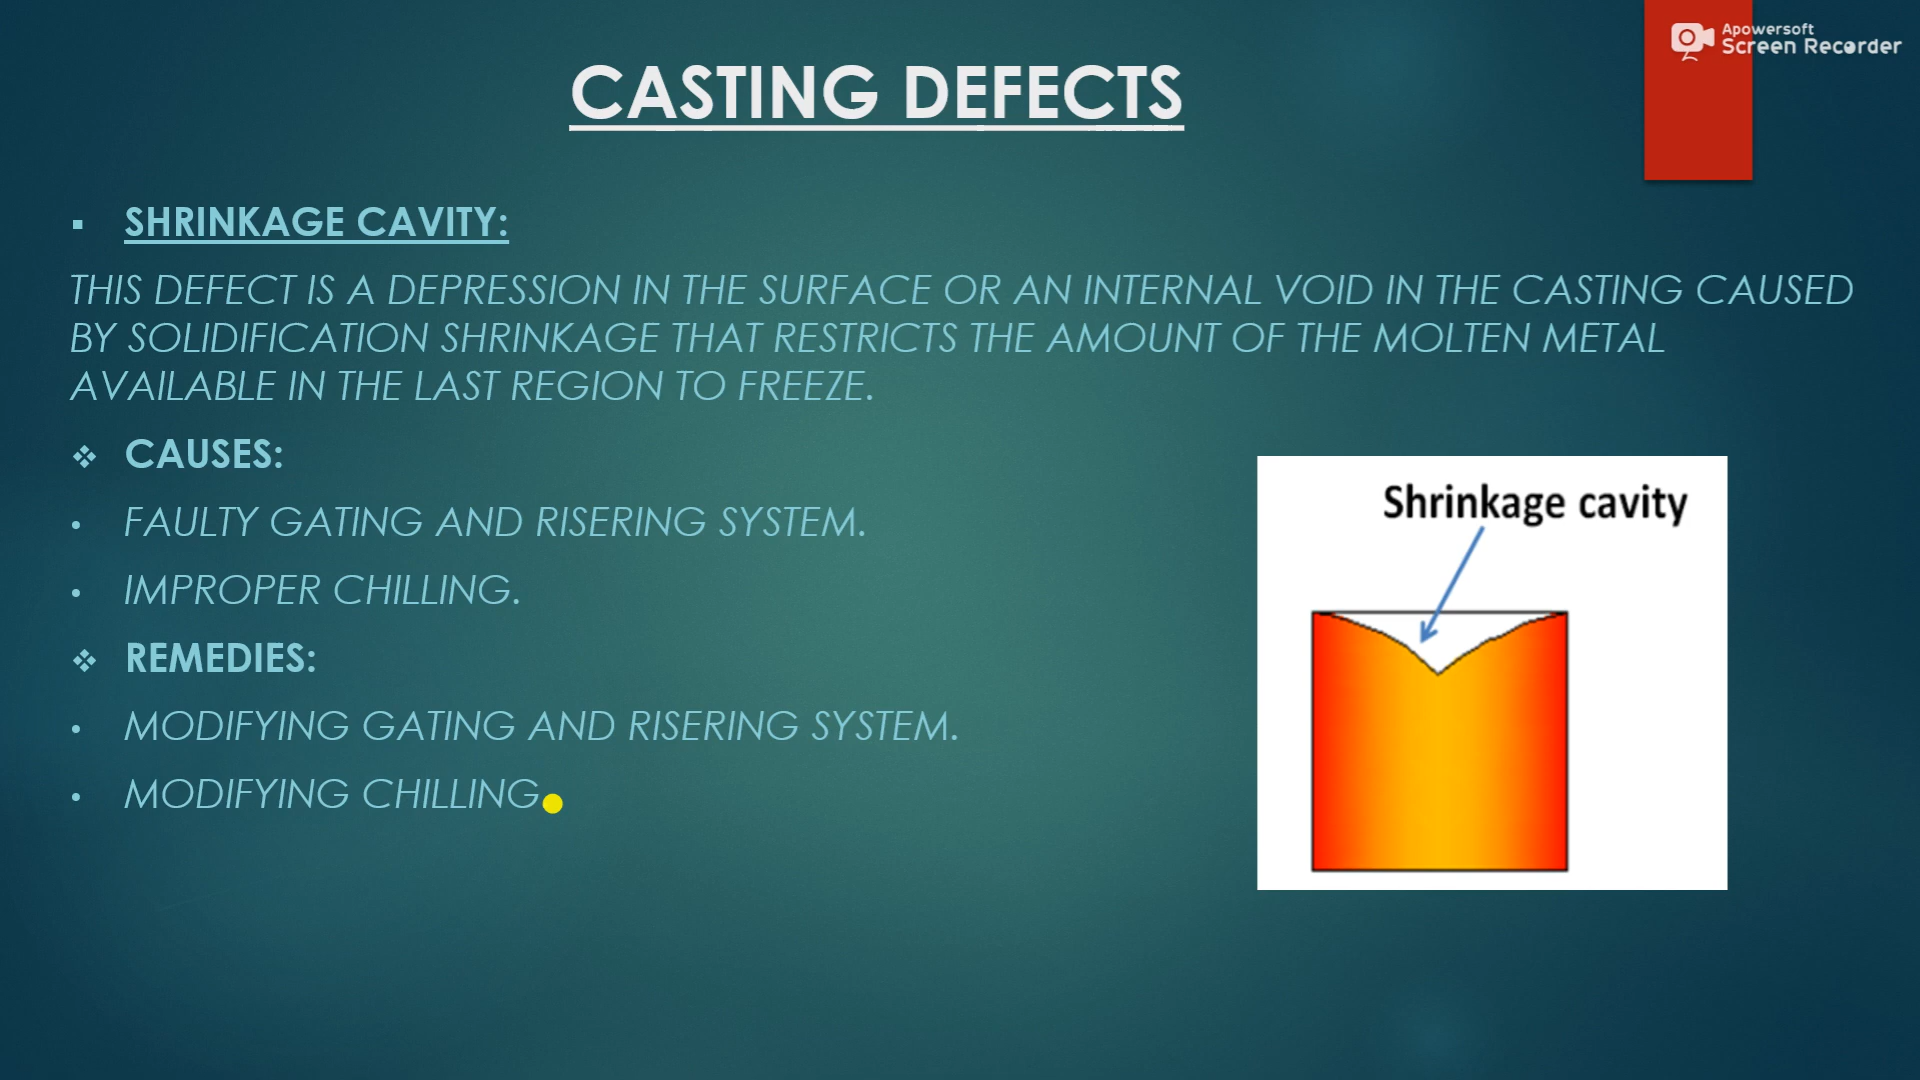 Apowersoft
Screen Recorder
CASTING DEFECTS
▪ SHRINKAGE CAVITY:
THIS DEFECT IS A DEPRESSION IN THE SURFACE OR AN INTERNAL VOID IN THE CASTING CAUSED
BY SOLIDIFICATION SHRINKAGE THAT RESTRICTS THE AMOUNT OF THE MOLTEN METAL
AVAILABLE IN THE LAST REGION TO FREEZE.
❖ CAUSES:
• FAULTY GATING AND RISERING SYSTEM.
• IMPROPER CHILLING.
❖ REMEDIES:
• MODIFYING GATING AND RISERING SYSTEM.
• MODIFYING CHILLING.
Shrinkage cavity